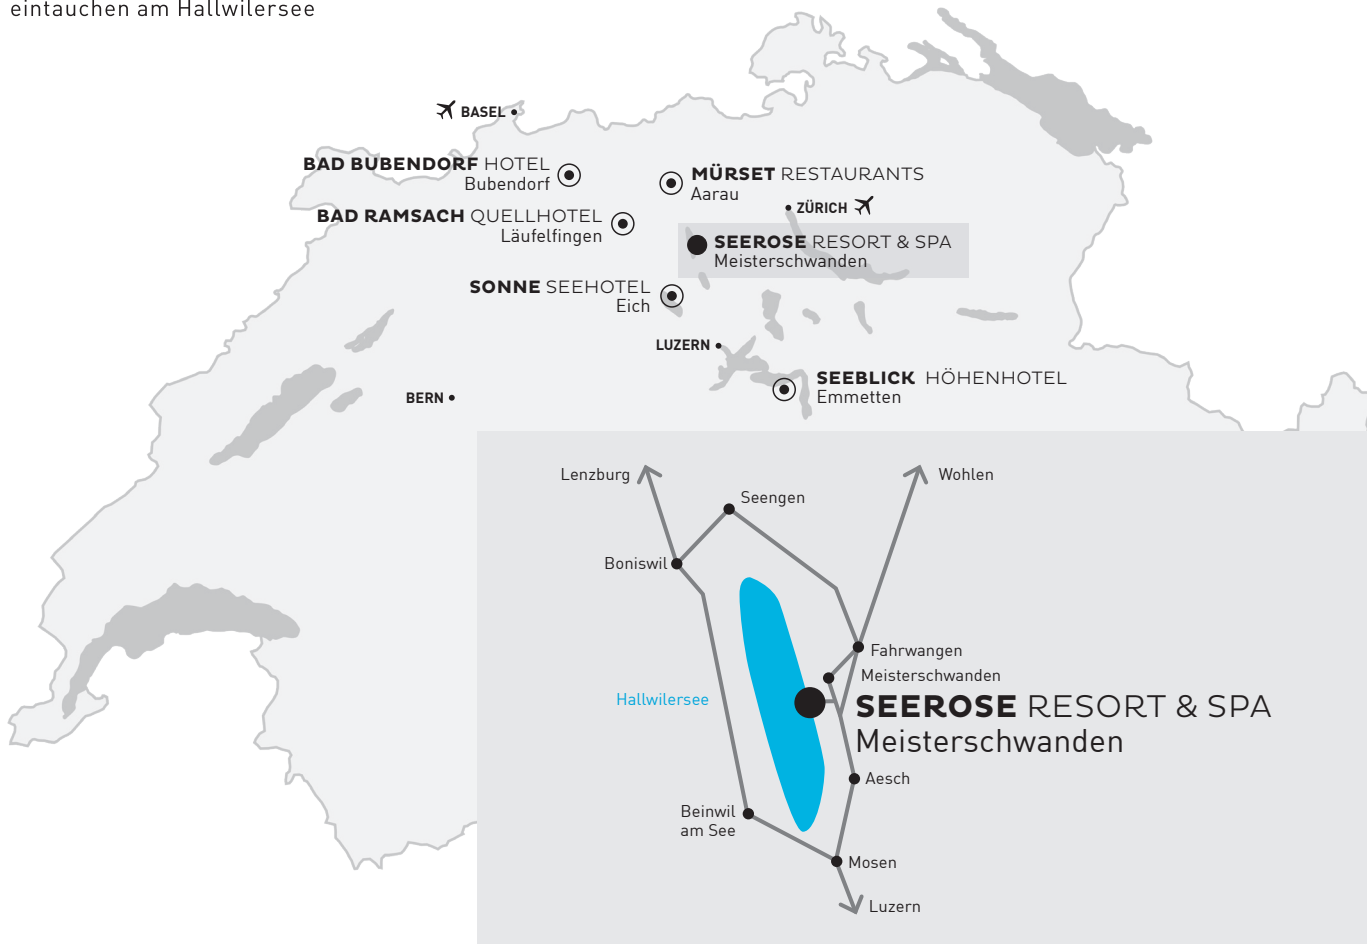 eintauchen am Hallwilersee
BASEL
BAD BUBENDORF HOTEL
Bubendorf
MÜRSET RESTAURANTS
Aarau
ZÜRICH
BAD RAMSACH QUELLHOTEL
Läufelfingen
SEEROSE RESORT & SPA
Meisterschwanden
SONNE SEEHOTEL
Eich
LUZERN
SEEBLICK HÖHENHOTEL
Emmetten
BERN
Lenzburg
Wohlen
Seengen
Boniswil
Fahrwangen
Meisterschwanden
Hallwilersee
SEEROSE RESORT & SPA
Meisterschwanden
Aesch
Beinwil
am See
Mosen
Luzern